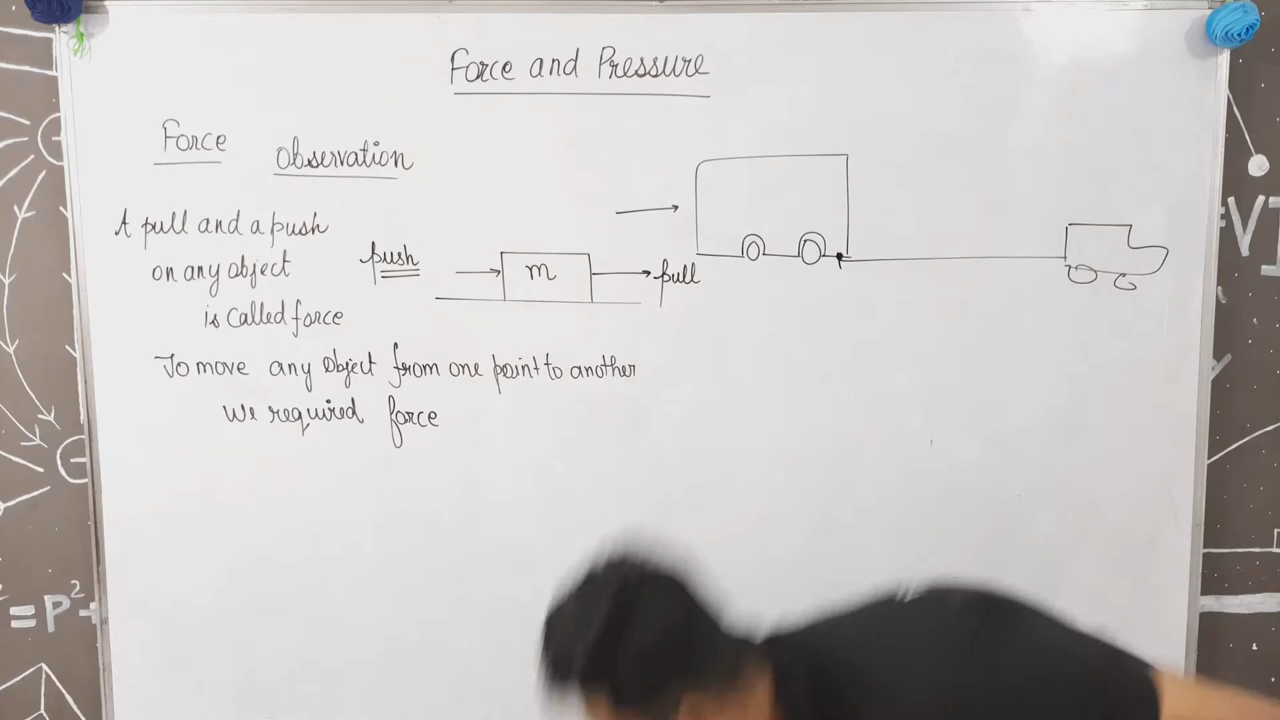 Force and Pressure
Force
Observation
A pull and a push
on any object
is called force
push
m
pull
To move any object from one point to another
We required force
=P²+
=V